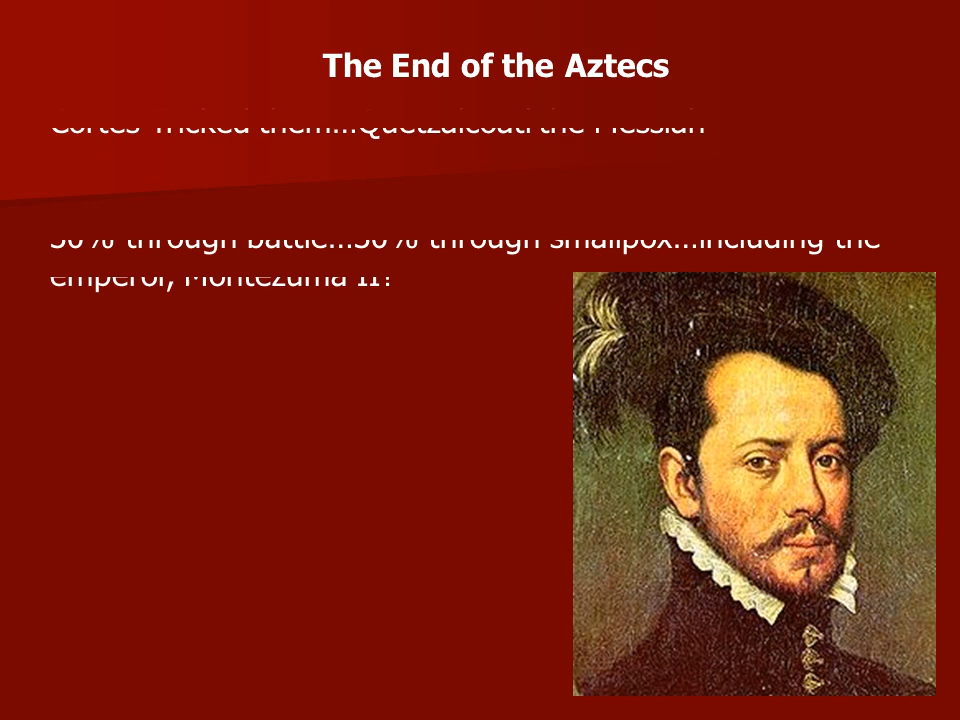 The End of the Aztecs
Cortes Tricked them…Quetzalcoatl the Messiah
50% through battle…50% through smallpox…including the
emperor, Montezuma II!